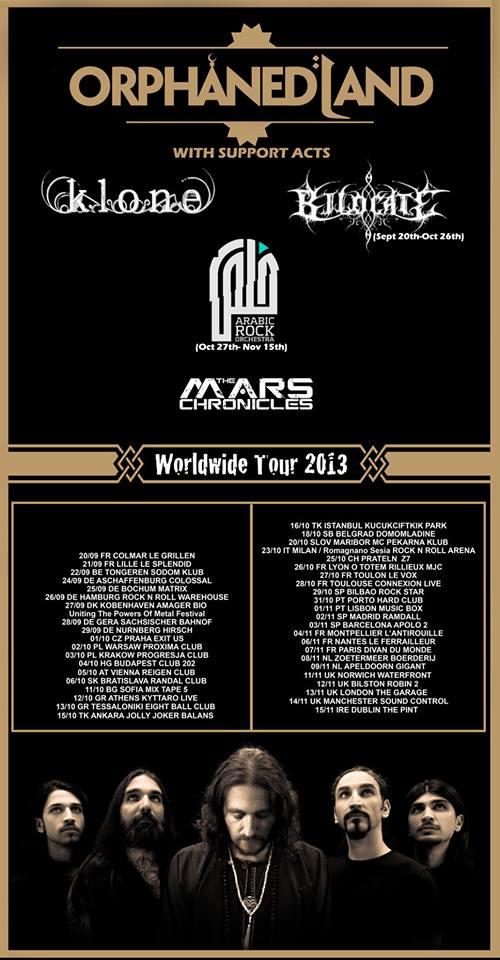 ORPHANED LAND
WITH SUPPORT ACTS
klone
BILOCATE
(Sept 20th-Oct 26th)
ARABIC
ROCK
ORCHESTRA
(Oct 27th- Nov 15th)
THE
MARS
CHRONICLES
Worldwide Tour 2013
20/09 FR COLMAR LE GRILLEN
21/09 FR LILLE LE SPLENDID
22/09 BE TONGEREN SODOM KLUB
24/09 DE ASCHAFFENBURG COLOSSAL
25/09 DE BOCHUM MATRIX
26/09 DE HAMBURG ROCK N ROLL WAREHOUSE
27/09 DK KOBENHAVEN AMAGER BIO
Uniting The Powers Of Metal Festival
28/09 DE GERA SACHSISCHER BAHNOF
29/09 DE NURNBERG HIRSCH
01/10 CZ PRAHA EXIT US
02/10 PL WARSAW PROXIMA CLUB
03/10 PL KRAKOW PROGRESJA CLUB
04/10 HG BUDAPEST CLUB 202
05/10 AT VIENNA REIGEN CLUB
06/10 SK BRATISLAVA RANDAL CLUB
11/10 BG SOFIA MIX TAPE 5
12/10 GR ATHENS KYTTARO LIVE
13/10 GR TESSALONIKI EIGHT BALL CLUB
15/10 TK ANKARA JOLLY JOKER BALANS
16/10 TK ISTANBUL KUCUKCIFTKIK PARK
18/10 SB BELGRAD DOMOMLADINE
20/10 SLOV MARIBOR MC PEKARNA KLUB
23/10 IT MILAN / Romagnano Sesia ROCK N ROLL ARENA
25/10 CH PRATELN Z7
26/10 FR LYON O TOTEM RILLIEUX MJC
27/10 FR TOULON LE VOX
28/10 FR TOULOUSE CONNEXION LIVE
29/10 SP BILBAO ROCK STAR
31/10 PT PORTO HARD CLUB
01/11 PT LISBON MUSIC BOX
02/11 SP MADRID RAMDALL
03/11 SP BARCELONA APOLO 2
04/11 FR MONTPELLIER L'ANTIROUILLE
06/11 FR NANTES LE FERRAILLEUR
07/11 FR PARIS DIVAN DU MONDE
08/11 NL ZOETERMEER BOERDERIJ
09/11 NL APELDOORN GIGANT
11/11 UK NORWICH WATERFRONT
12/11 UK BILSTON ROBIN 2
13/11 UK LONDON THE GARAGE
14/11 UK MANCHESTER SOUND CONTROL
15/11 IRE DUBLIN THE PINT